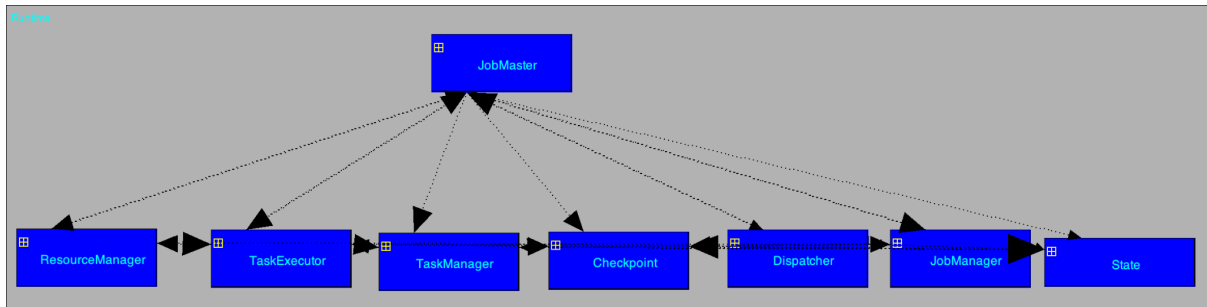 Runtime
JobMaster
ResourceManager
TaskExecutor
TaskManager
Checkpoint
Dispatcher
JobManager
State